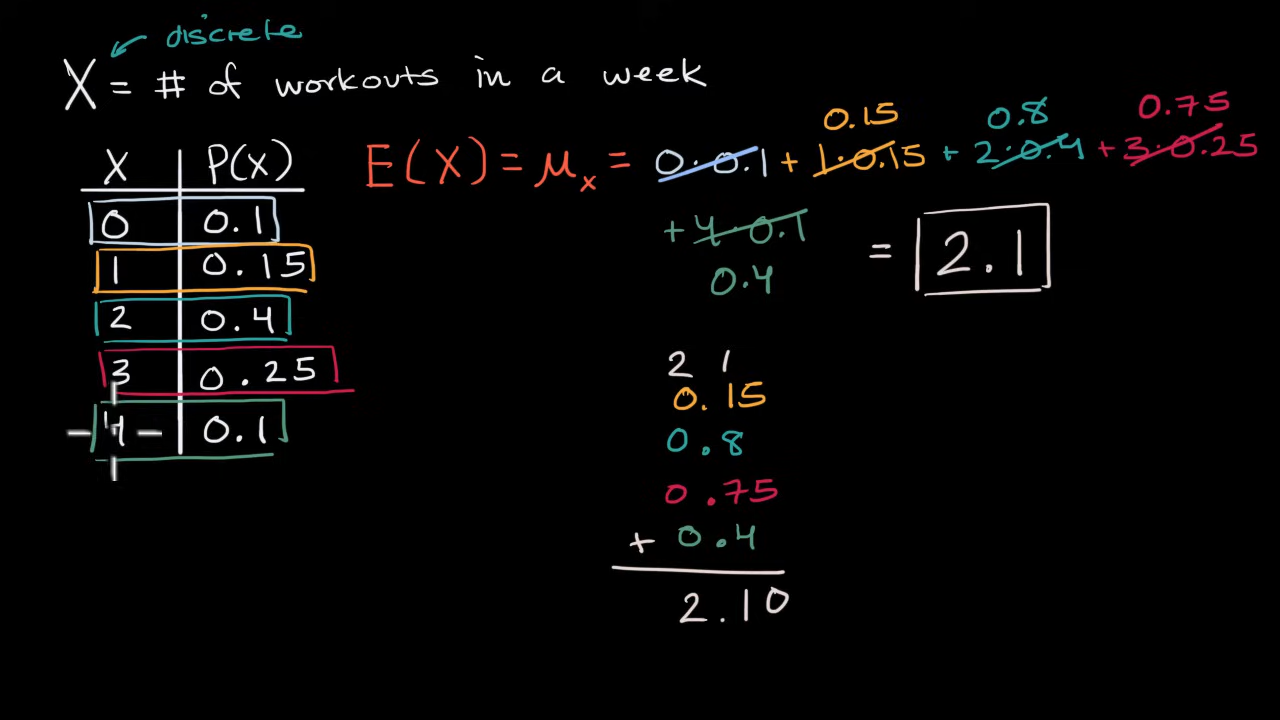 discrete
X = # of workouts in a week
0.15 0.8 0.75
X P(X)
E(X) = μx = 0·0.1 + 1·0.15 + 2·0.4 + 3·0.25
0 0.1
+ 4·0.1
= 2.1
1 0.15
0.4
2 0.4
3 0.25
4 0.1
2 1
0.15
0.8
0.75
+ 0.4
2.10